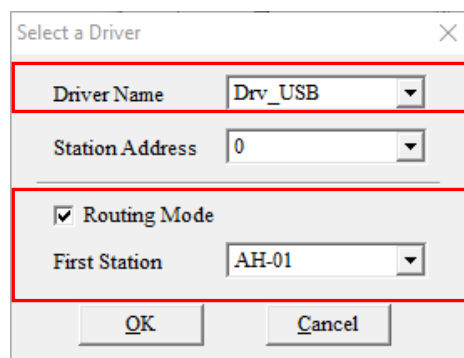 Select a Driver
Driver Name Drv_USB
Station Address 0
Routing Mode
First Station AH-01
OK Cancel